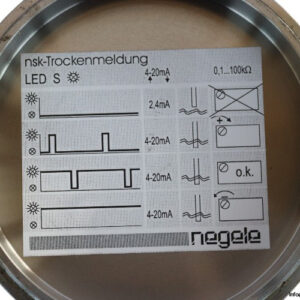 nsk-Trockenmeldung
LED S 4-20mA 0,1...100kΩ
2,4mA
4-20mA
4-20mA o.k.
4-20mA
negele